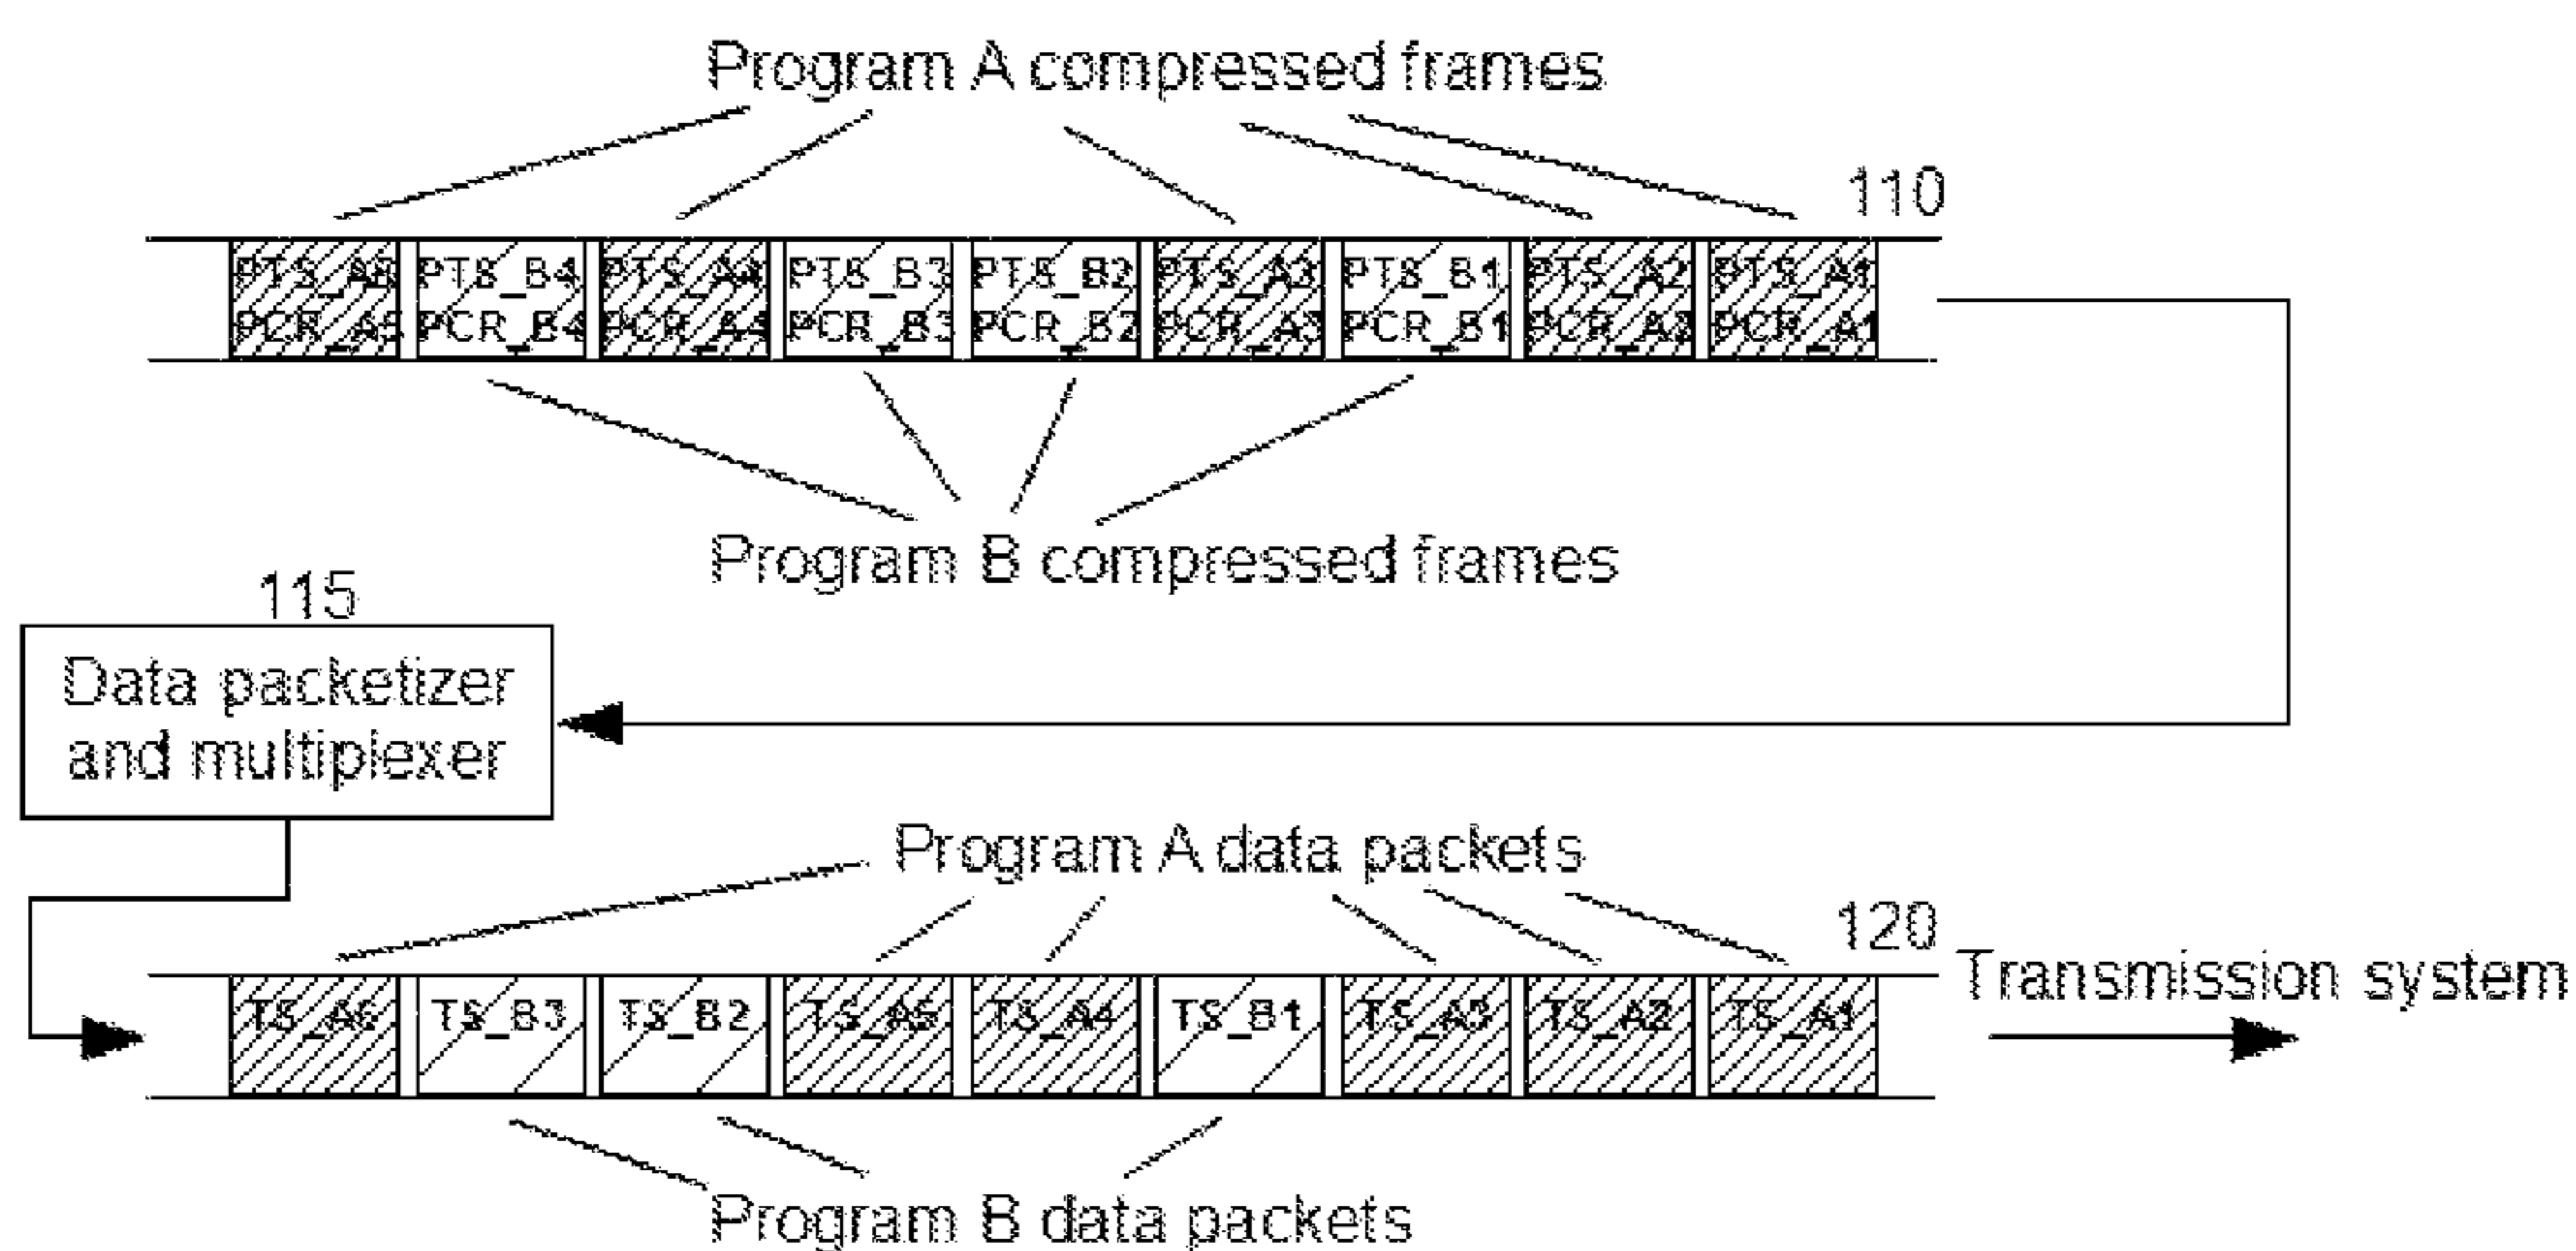 Program A compressed frames
110
PTS_A5 PTS_B4 PTS_A4 PTS_B3 PTS_B2 PTS_A3 PTS_B1 PTS_A2 PTS_A1
PCR_A5 PCR_B4 PCR_A4 PCR_B3 PCR_B2 PCR_A3 PCR_B1 PCR_A2 PCR_A1
Program B compressed frames
115
Data packetizer
and multiplexer
Program A data packets
120
Transmission system
TS_A6 TS_B3 TS_B2 TS_A5 TS_A4 TS_B1 TS_A3 TS_A2 TS_A1
Program B data packets